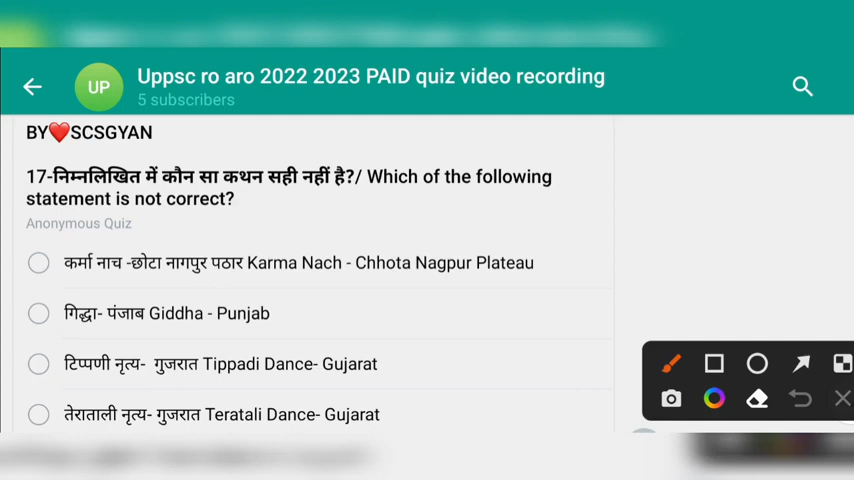 UP
Uppsc ro aro 2022 2023 PAID quiz video recording
5 subscribers
BY❤️SCSGYAN
17-निम्नलिखित में कौन सा कथन सही नहीं है?/ Which of the following
statement is not correct?
Anonymous Quiz
कर्मा नाच -छोटा नागपुर पठार Karma Nach - Chhota Nagpur Plateau
गिद्धा- पंजाब Giddha - Punjab
टिप्पणी नृत्य- गुजरात Tippadi Dance- Gujarat
तेराताली नृत्य- गुजरात Teratali Dance- Gujarat